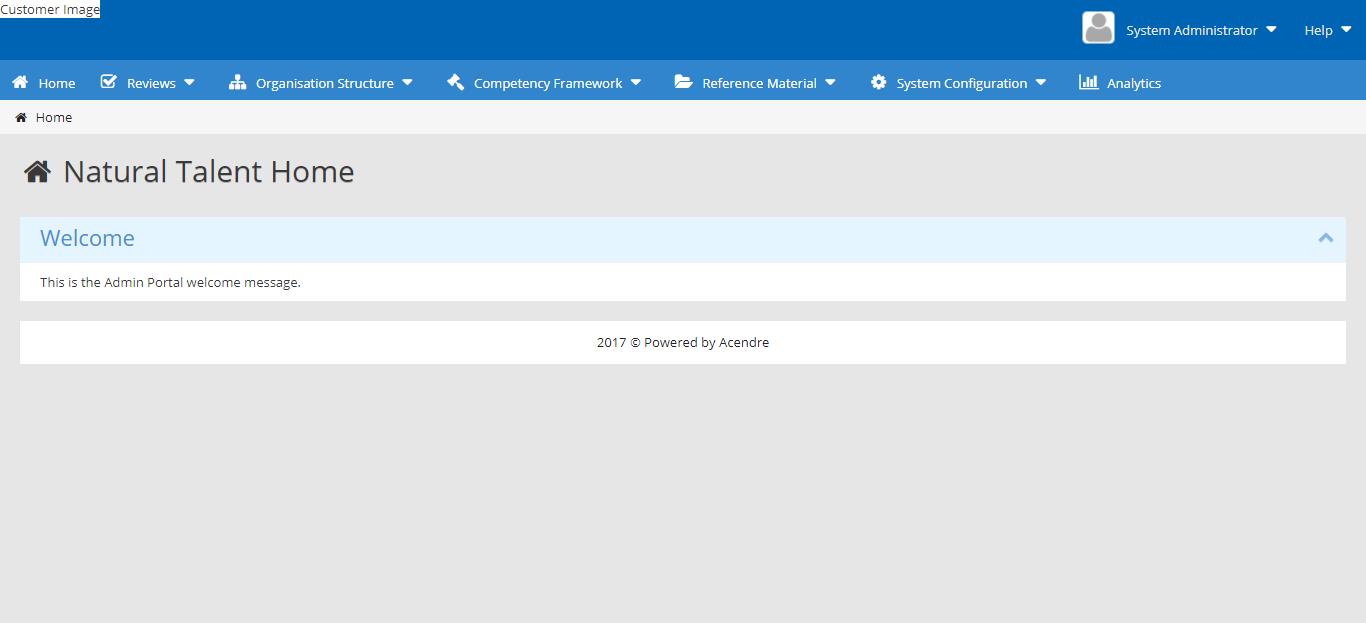 Customer Image
System Administrator Help
Home Reviews Organisation Structure Competency Framework Reference Material System Configuration Analytics
Home
Natural Talent Home
Welcome
This is the Admin Portal welcome message.
2017 © Powered by Acendre